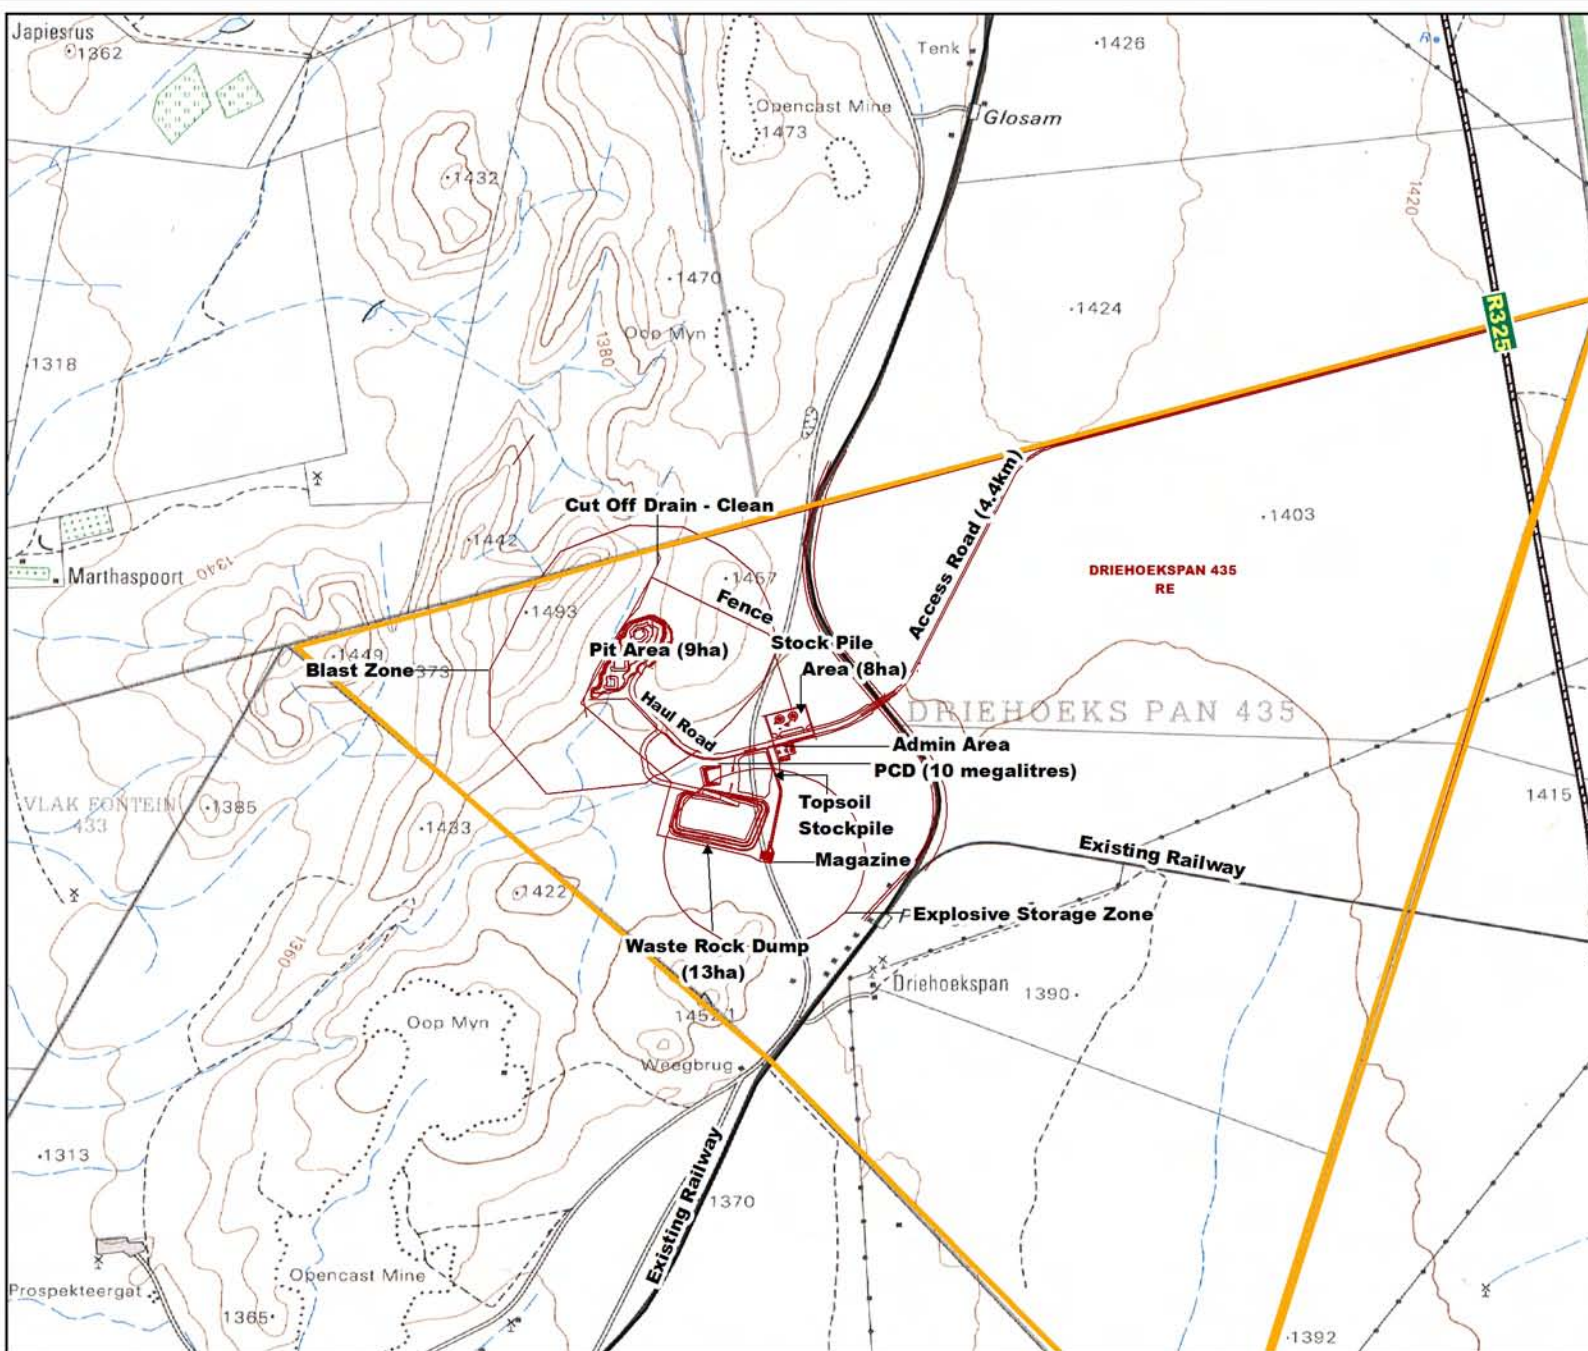 Japiesrus
1362
Tenk
1426
R
Opencast Mine
1473
Glosam
1432
1420
1470
1424
Oop Myn
1380
R325
1318
Access Road (4.4km)
Cut Off Drain - Clean
1403
1442
1340
Marthaspoort
1457
DRIEHOEKSPAN 435
RE
1493
Fence
Stock Pile
Area (8ha)
Pit Area (9ha)
1449
Blast Zone
1373
Haul Road
DRIEHOEKS PAN 435
Admin Area
PCD (10 megalitres)
VLAK FONTEIN
433
1385
1433
Topsoil
Stockpile
1415
Magazine
Existing Railway
1422
Explosive Storage Zone
Waste Rock Dump
(13ha)
1360
Driehoekspan
1390
Oop Myn
Weegbrug
1313
Existing Railway
1370
Opencast Mine
Prospekteergat
1365
1392